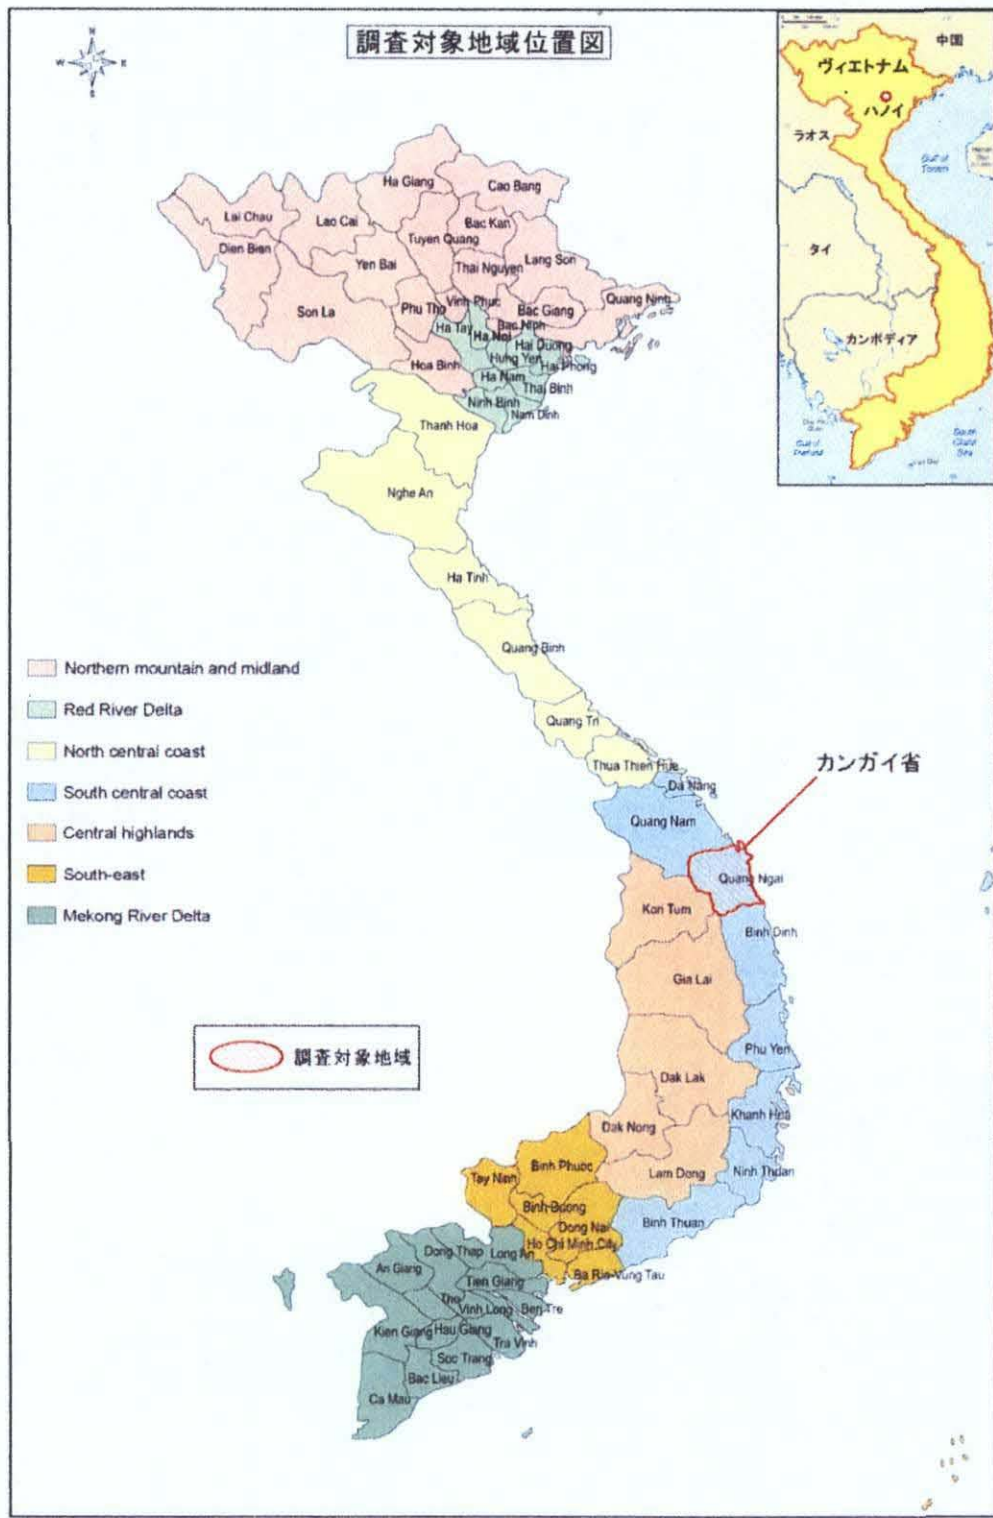 調査対象地域位置図
N
W
E
S
中国
ヴィエトナム
ハノイ
ラオス
Gulf of
Tonkin
タイ
カンボディア
Gulf of
Thailand
South
China
Sea
Ha Giang
Cao Bang
Lai Chau
Lao Cai
Bac Kan
Dien Bien
Tuyen Quang
Yen Bai
Thai Nguyen
Lang Son
Son La
Phu Tho
Vinh Phuc
Bac Giang
Quang Ninh
Ha Tay
Ha Noi
Bac Ninh
Hai Duong
Hoa Binh
Hung Yen
Hai Phong
Ha Nam
Thai Binh
Ninh Binh
Nam Dinh
Thanh Hoa
Nghe An
Ha Tinh
Quang Binh
Quang Tri
Thua Thien Hue
Da Nang
Quang Nam
カンガイ省
Quang Ngai
Kon Tum
Binh Dinh
Gia Lai
Phu Yen
Dak Lak
Khanh Hoa
Dak Nong
Lam Dong
Ninh Thuan
Binh Phuoc
Tay Ninh
Binh Duong
Binh Thuan
Dong Nai
Ho Chi Minh City
Ba Ria-Vung Tau
Long An
Dong Thap
An Giang
Tien Giang
Tho
Vinh Long
Ben Tre
Kien Giang
Hau Giang
Tra Vinh
Soc Trang
Bac Lieu
Ca Mau
Northern mountain and midland
Red River Delta
North central coast
South central coast
Central highlands
South-east
Mekong River Delta
調査対象地域